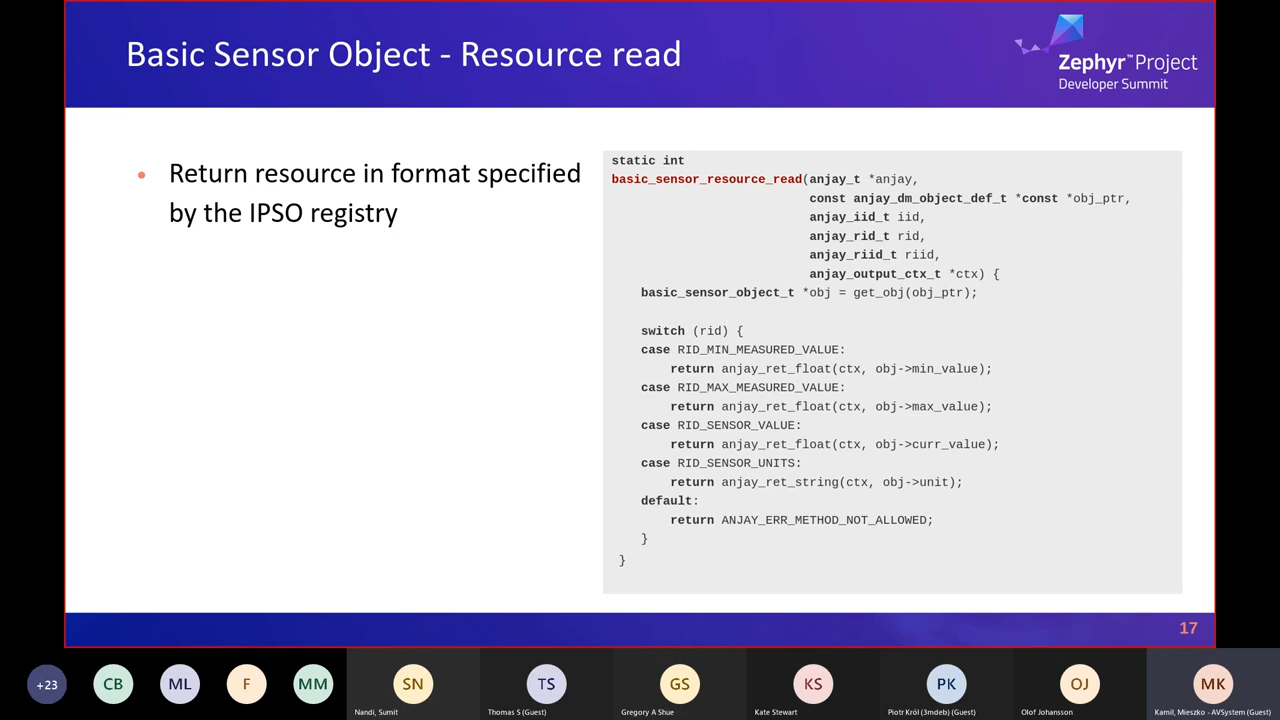 Basic Sensor Object - Resource read
Zephyr™Project
Developer Summit
• Return resource in format specified
by the IPSO registry
static int
basic_sensor_resource_read(anjay_t *anjay,
const anjay_dm_object_def_t *const *obj_ptr,
anjay_iid_t iid,
anjay_rid_t rid,
anjay_riid_t riid,
anjay_output_ctx_t *ctx) {
basic_sensor_object_t *obj = get_obj(obj_ptr);
switch (rid) {
case RID_MIN_MEASURED_VALUE:
return anjay_ret_float(ctx, obj->min_value);
case RID_MAX_MEASURED_VALUE:
return anjay_ret_float(ctx, obj->max_value);
case RID_SENSOR_VALUE:
return anjay_ret_float(ctx, obj->curr_value);
case RID_SENSOR_UNITS:
return anjay_ret_string(ctx, obj->unit);
default:
return ANJAY_ERR_METHOD_NOT_ALLOWED;
}
}
17
+23 CB ML F MM SN TS GS KS PK OJ MK
Nandi, Sumit Thomas S (Guest) Gregory A Shue Kate Stewart Piotr Król (3mdeb) (Guest) Olof Johansson Kamil, Mieszko - AVSystem (Guest)